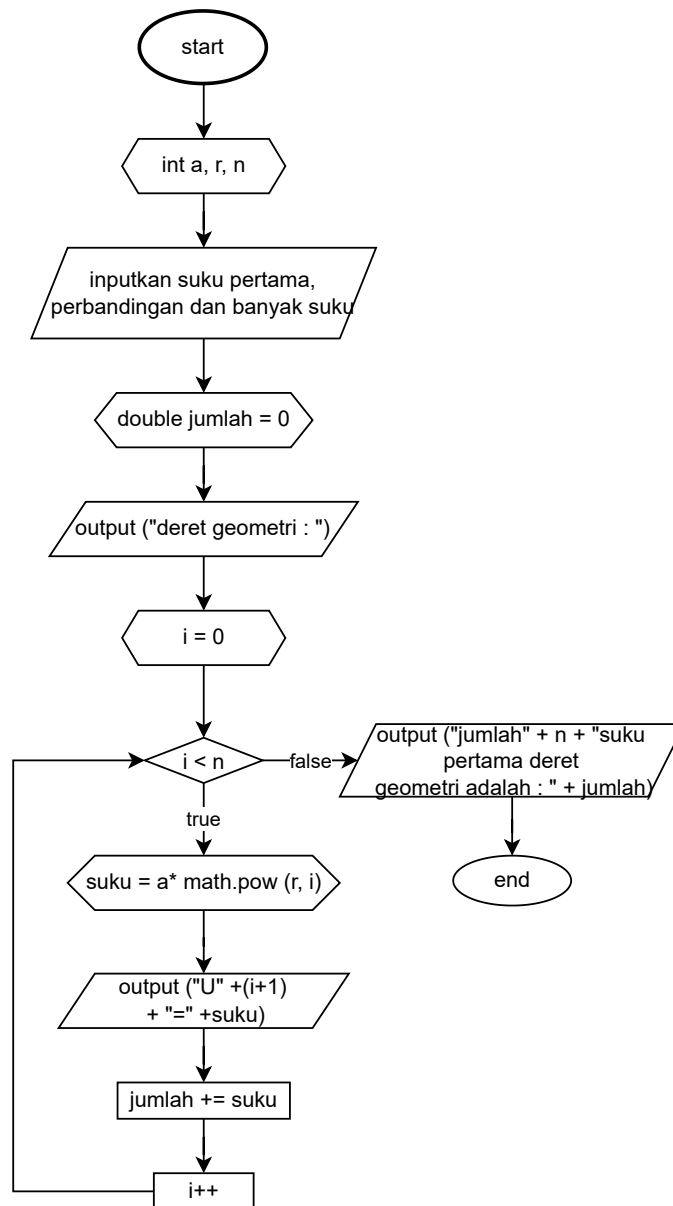 start
int a, r, n
inputkan suku pertama,
perbandingan dan banyak suku
double jumlah = 0
output ("deret geometri : ")
i = 0
i < n
false
output ("jumlah" + n + "suku
pertama deret
geometri adalah : " + jumlah)
end
true
suku = a* math.pow (r, i)
output ("U" +(i+1)
+ "=" +suku)
jumlah += suku
i++